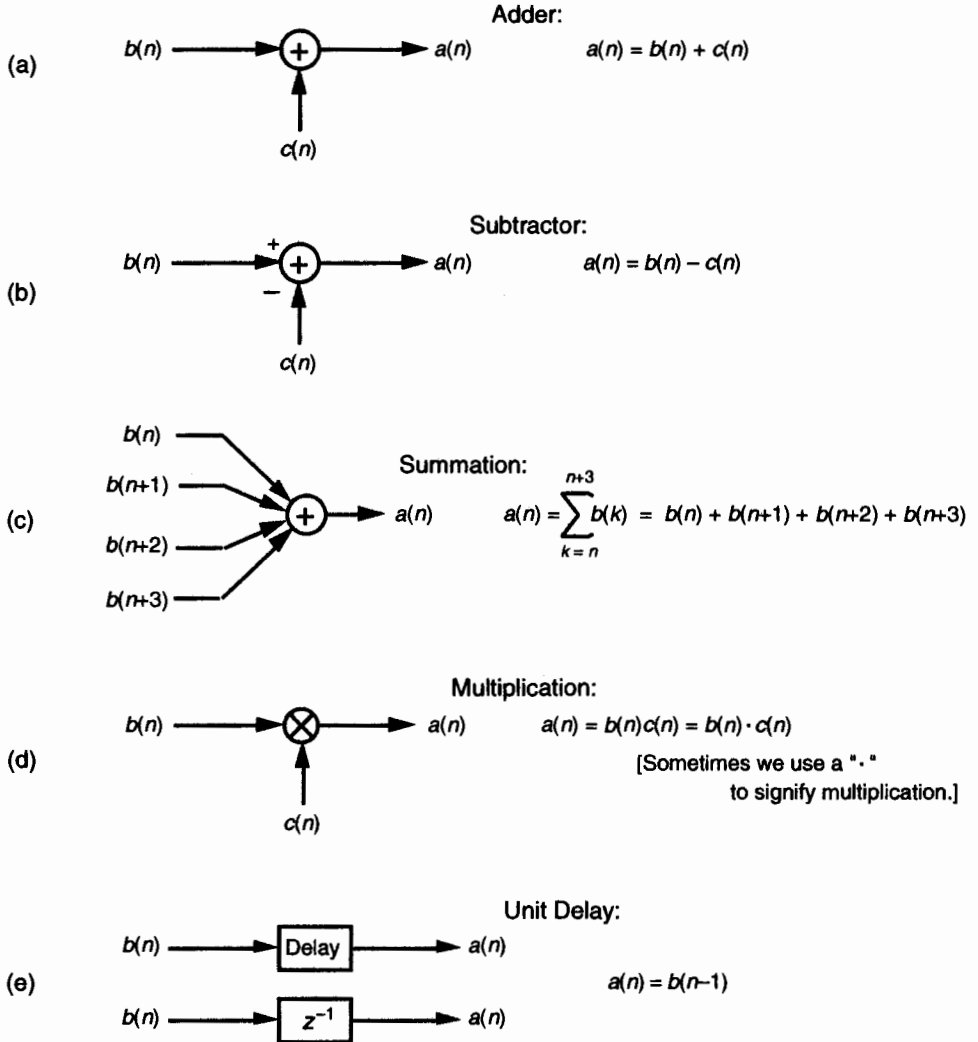 Adder:
(a) b(n) + a(n) a(n) = b(n) + c(n)
c(n)
Subtractor:
(b) b(n) + − + a(n) a(n) = b(n) − c(n)
c(n)
(c) Summation:
b(n)
b(n+1)
b(n+2)
b(n+3)
+ a(n) a(n) = ∑ b(k) = b(n) + b(n+1) + b(n+2) + b(n+3)
n+3
k = n
Multiplication:
(d) b(n) a(n) a(n) = b(n)c(n) = b(n) · c(n)
[Sometimes we use a "·"
to signify multiplication.]
c(n)
Unit Delay:
(e) b(n) Delay a(n)
a(n) = b(n–1)
b(n) z⁻¹ a(n)